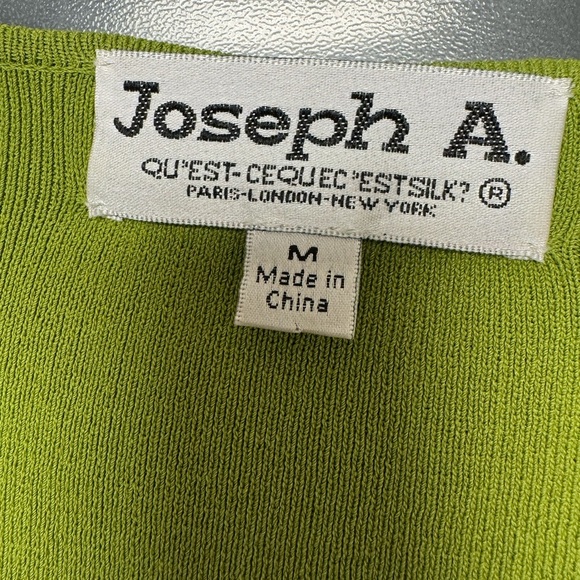 Joseph A.
QU'EST-CEQUEC'ESTSILK? ®
PARIS-LONDON-NEW YORK
M
Made in
China